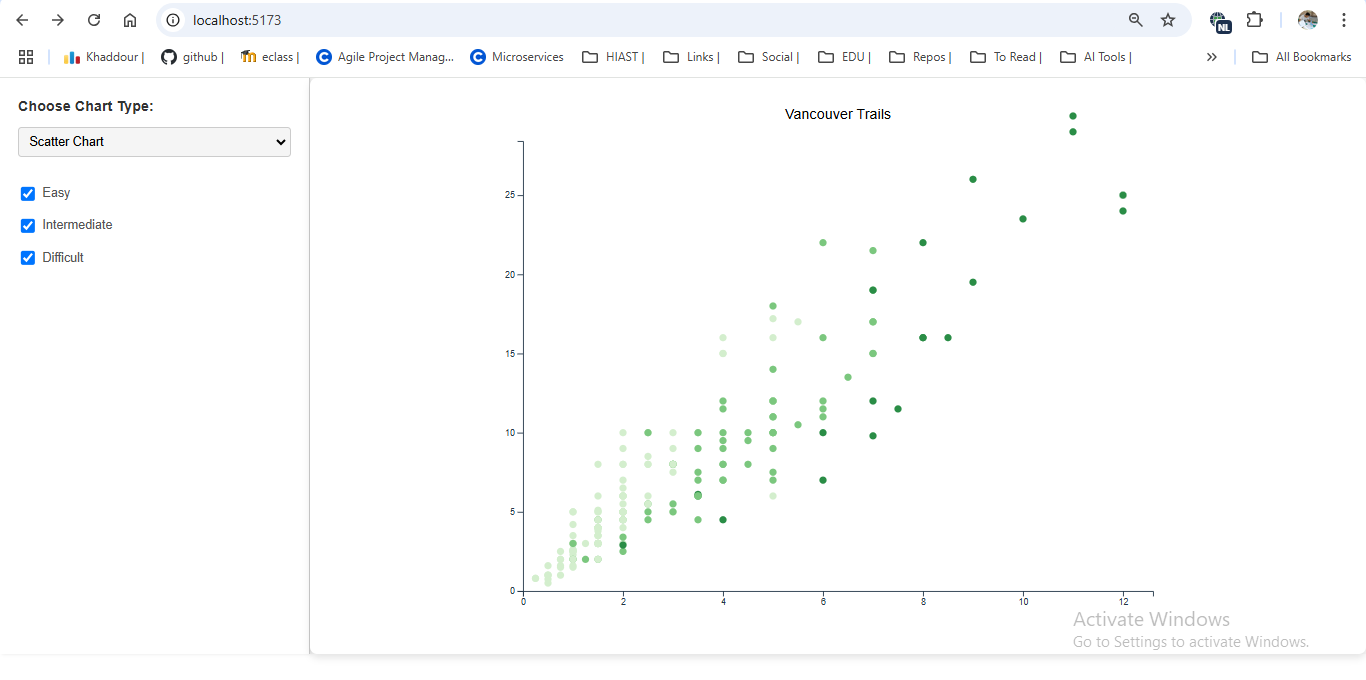 localhost:5173
NL
Khaddour |
github |
eclass |
Agile Project Manag...
Microservices
HIAST |
Links |
Social |
EDU |
Repos |
To Read |
AI Tools |
All Bookmarks
Choose Chart Type:
Scatter Chart
Easy
Intermediate
Difficult
Vancouver Trails
25
20
15
10
5
0
0 2 4 6 8 10 12
Activate Windows
Go to Settings to activate Windows.